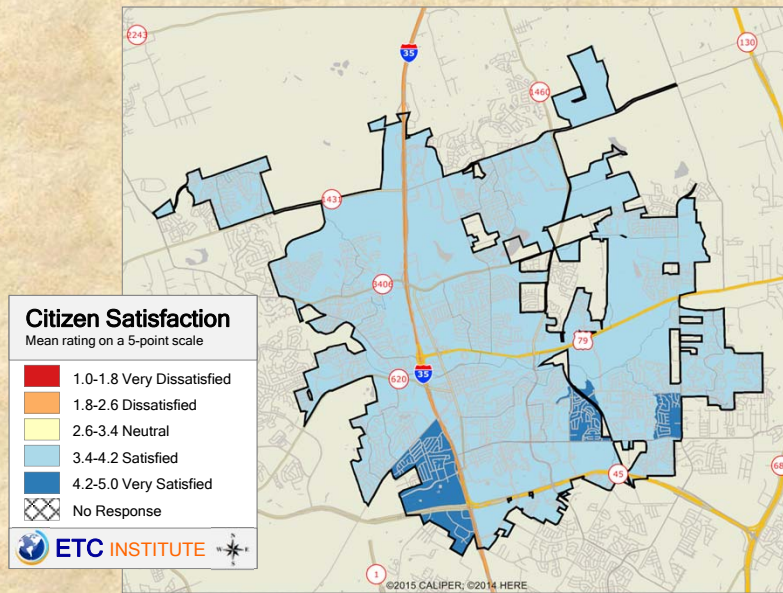 2243
35
130
1460
1431
3406
79
Citizen Satisfaction
Mean rating on a 5-point scale
1.0-1.8 Very Dissatisfied
1.8-2.6 Dissatisfied
2.6-3.4 Neutral
3.4-4.2 Satisfied
4.2-5.0 Very Satisfied
No Response
ETC INSTITUTE
N
W E
S
620
35
45
68
1
©2015 CALIPER; ©2014 HERE